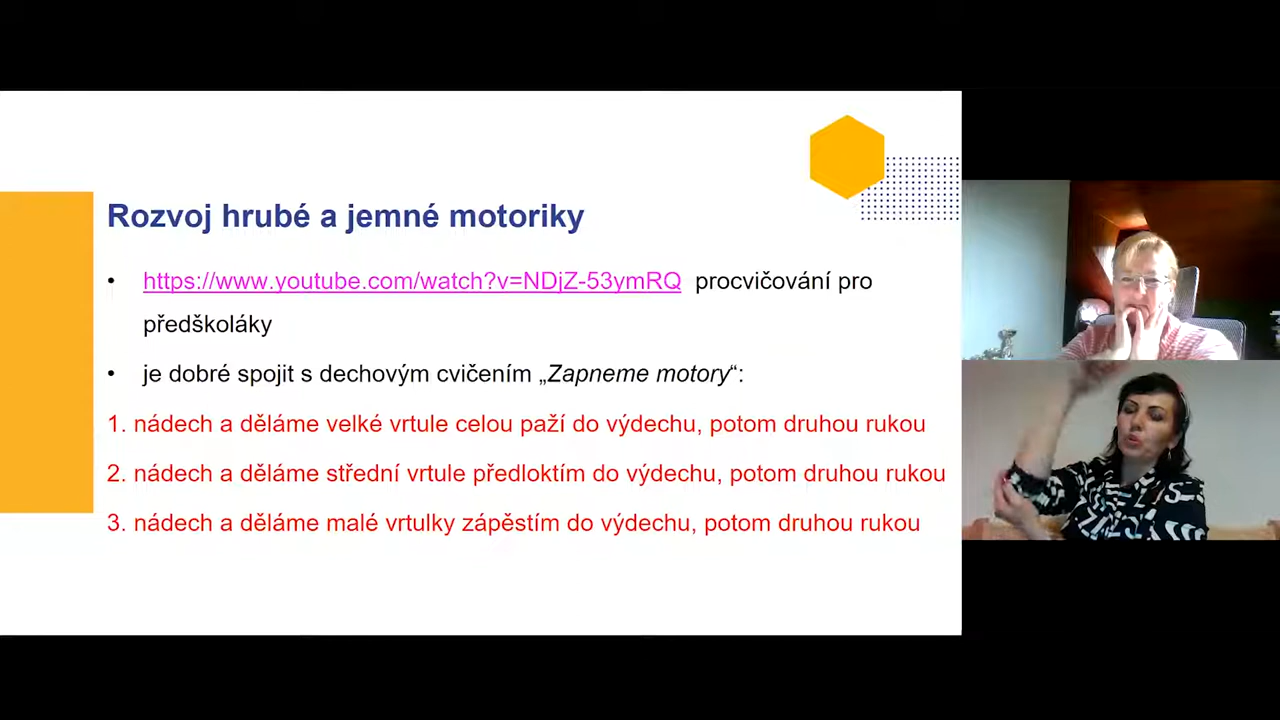 Rozvoj hrubé a jemné motoriky
• https://www.youtube.com/watch?v=NDjZ-53ymRQ procvičování pro
předškoláky
• je dobré spojit s dechovým cvičením „Zapneme motory“:
1. nádech a děláme velké vrtule celou paží do výdechu, potom druhou rukou
2. nádech a děláme střední vrtule předloktím do výdechu, potom druhou rukou
3. nádech a děláme malé vrtulky zápěstím do výdechu, potom druhou rukou